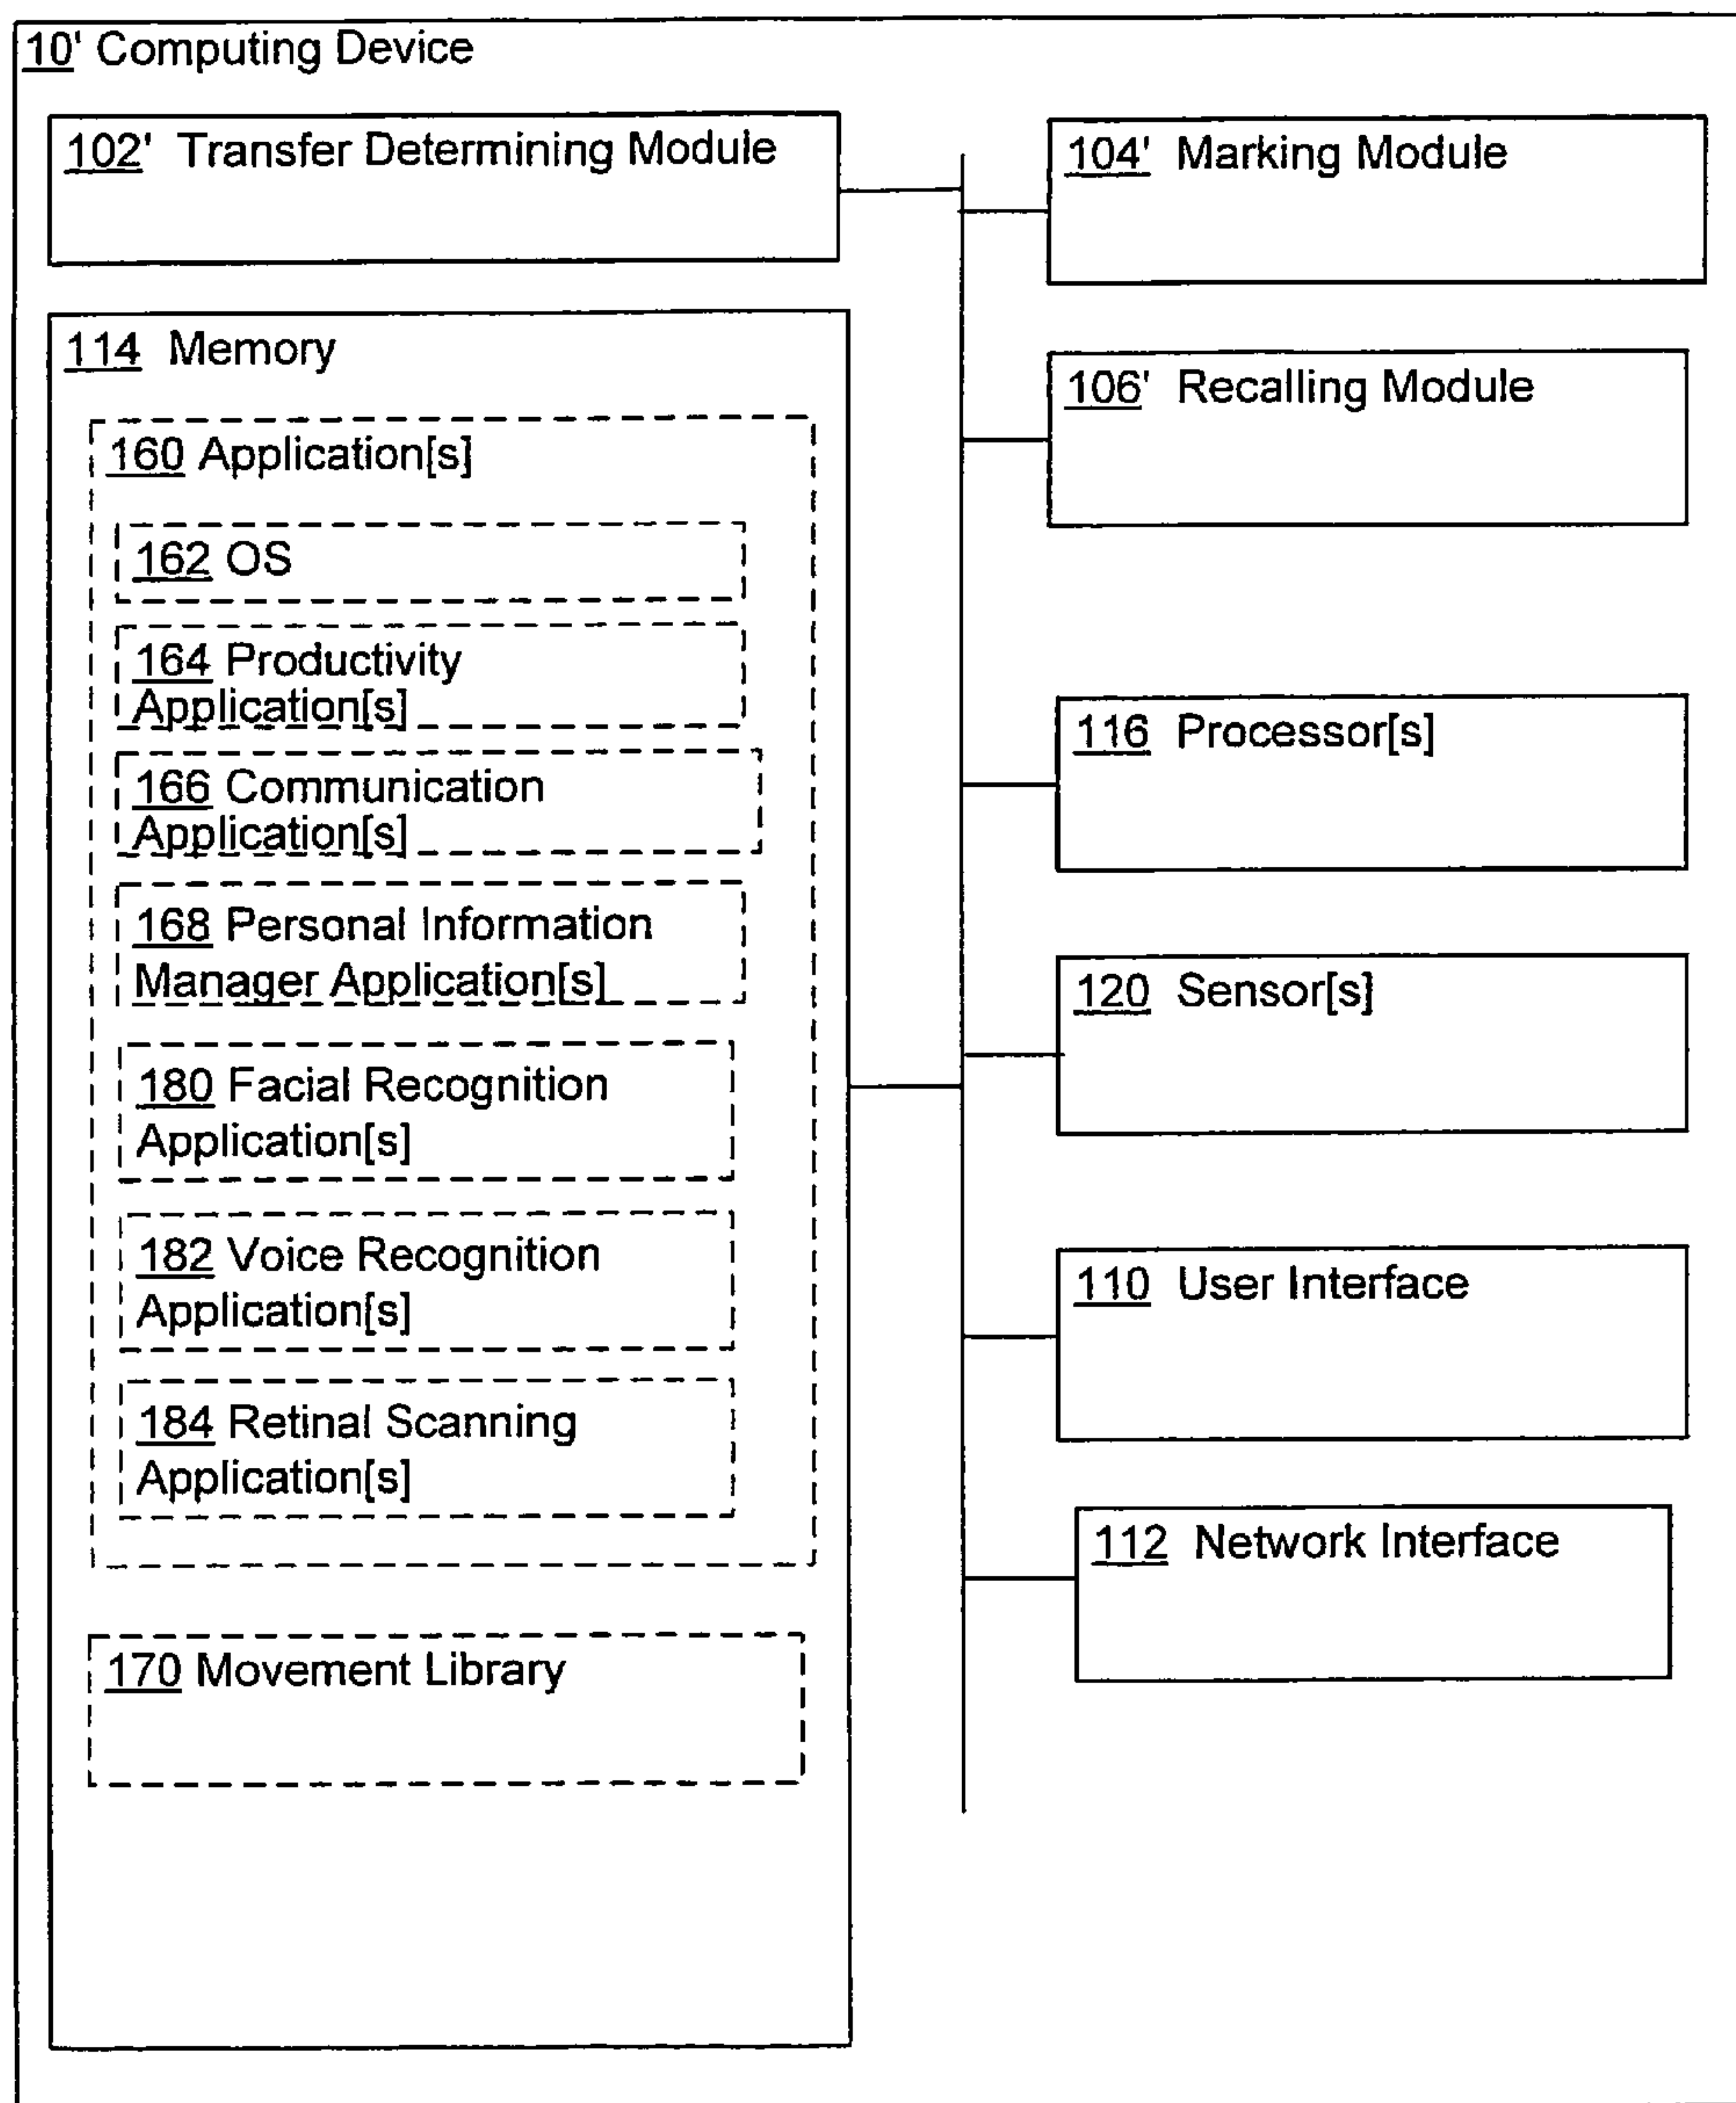 10' Computing Device
102' Transfer Determining Module
104' Marking Module
114 Memory
106' Recalling Module
160 Application[s]
162 OS
164 Productivity
Application[s]
166 Communication
Application[s]
168 Personal Information
Manager Application[s]
180 Facial Recognition
Application[s]
182 Voice Recognition
Application[s]
184 Retinal Scanning
Application[s]
170 Movement Library
116 Processor[s]
120 Sensor[s]
110 User Interface
112 Network Interface